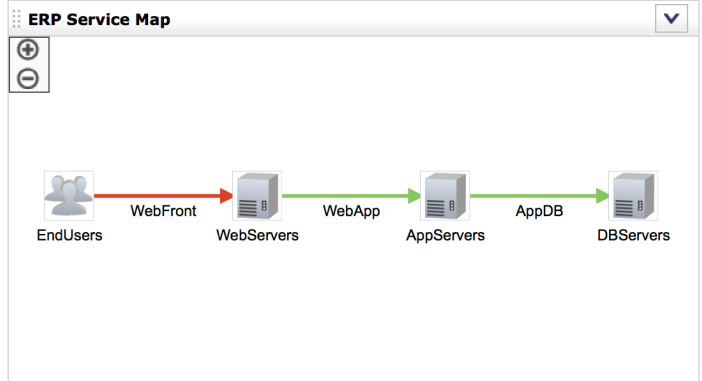 ERP Service Map
WebFront
WebApp
AppDB
EndUsers
WebServers
AppServers
DBServers